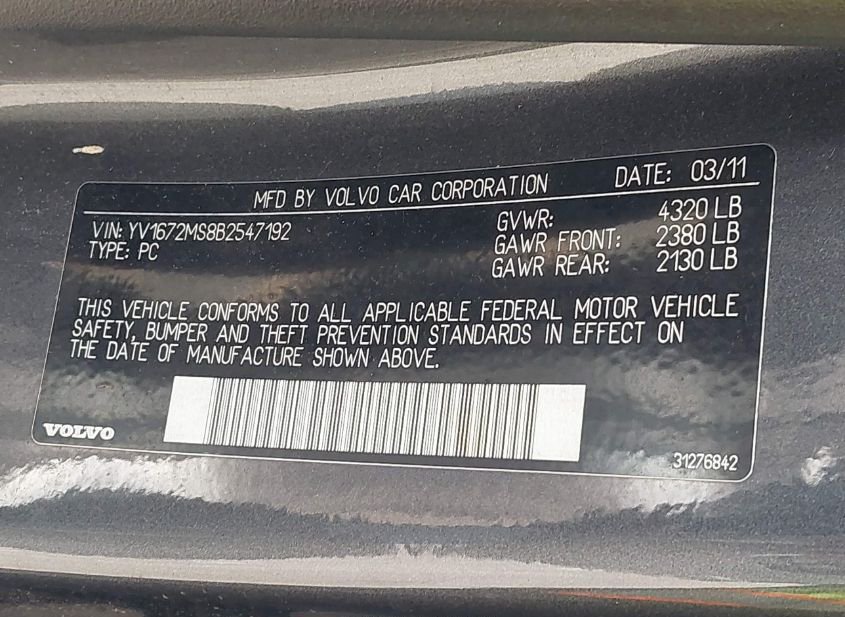 MFD BY VOLVO CAR CORPORATION DATE: 03/11
VIN: YV1672MS8B2547192 GVWR: 4320 LB
TYPE: PC GAWR FRONT: 2380 LB
GAWR REAR: 2130 LB
THIS VEHICLE CONFORMS TO ALL APPLICABLE FEDERAL MOTOR VEHICLE
SAFETY, BUMPER AND THEFT PREVENTION STANDARDS IN EFFECT ON
THE DATE OF MANUFACTURE SHOWN ABOVE.
VOLVO 31276842